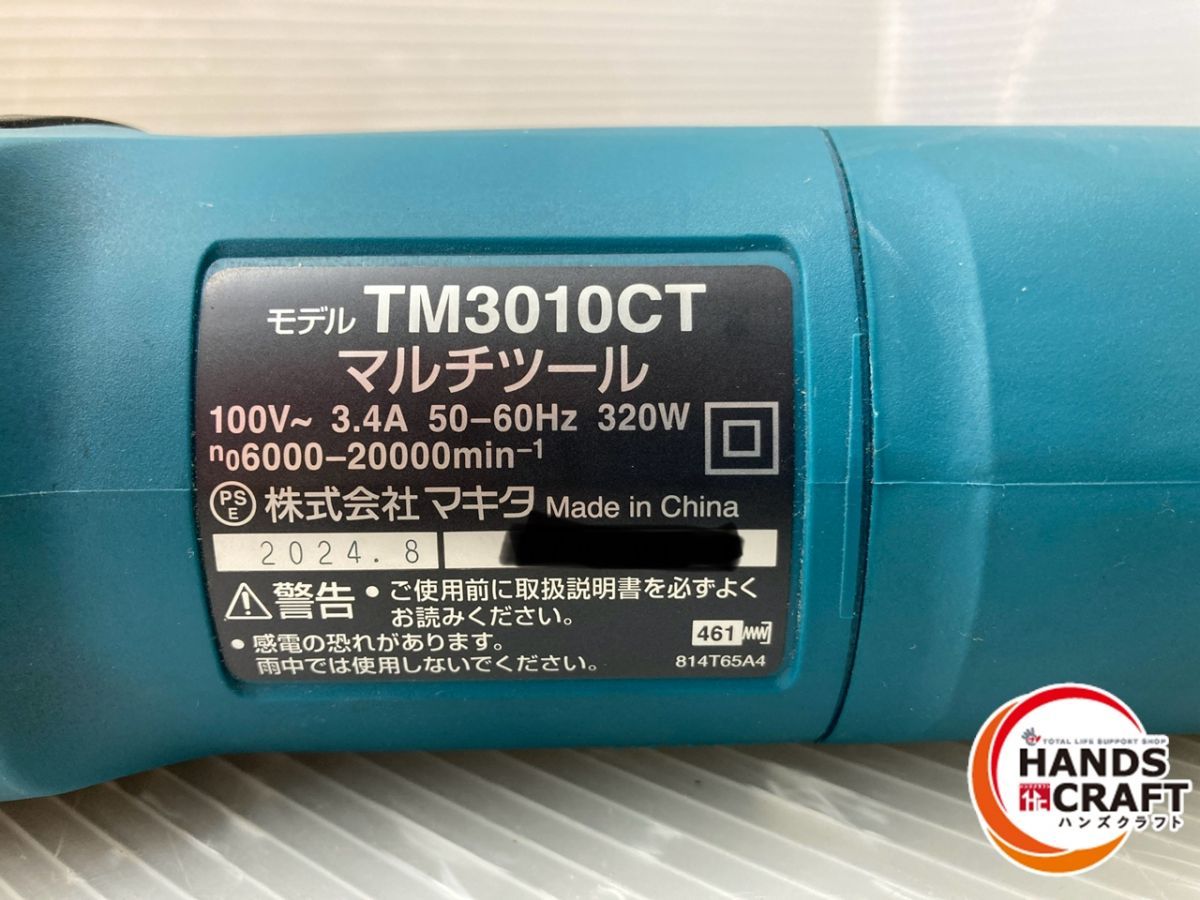 モデル TM3010CT
マルチツール
100V~ 3.4A 50-60Hz 320W
n₀6000-20000min⁻¹
PSE 株式会社 マキタ Made in China
2024.8
警告 • ご使用前に取扱説明書を必ずよく
お読みください。
• 感電の恐れがあります。
雨中では使用しないでください。
461
814T65A4
TOTAL LIFE SUPPORT SHOP
HANDS
CRAFT
ハンズクラフト